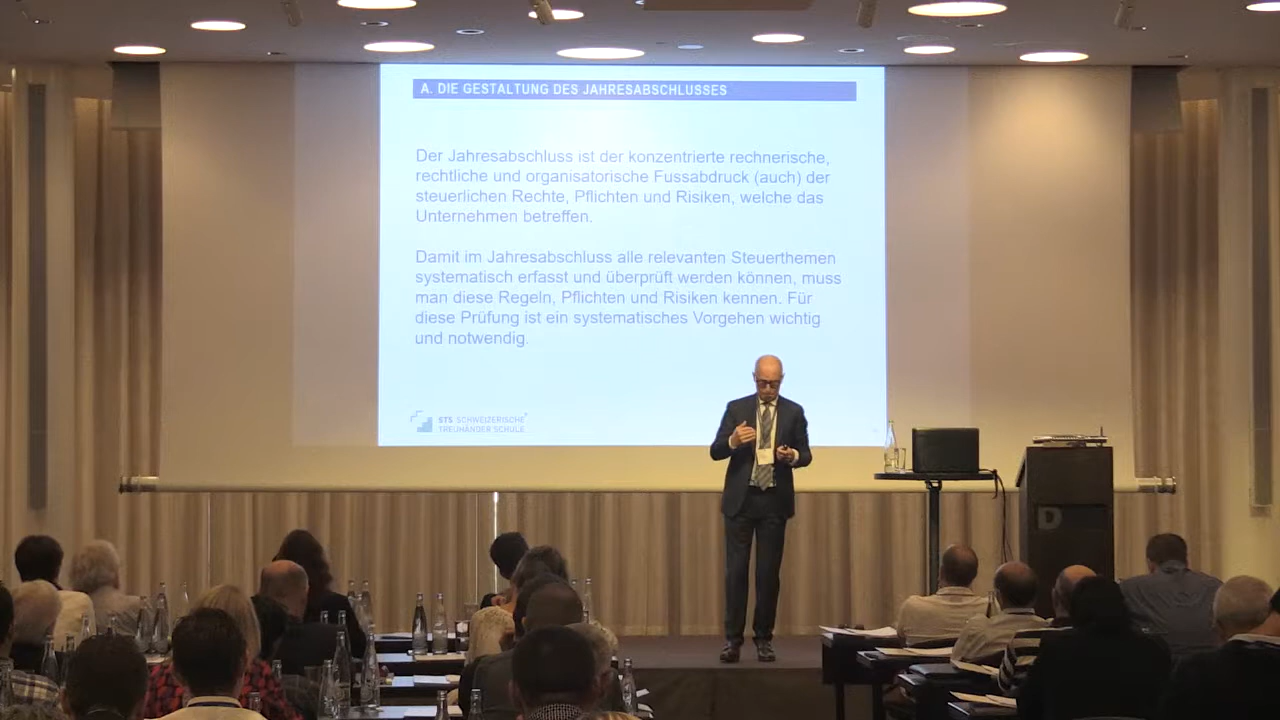 A. DIE GESTALTUNG DES JAHRESABSCHLUSSES
Der Jahresabschluss ist der konzentrierte rechnerische,
rechtliche und organisatorische Fussabdruck (auch) der
steuerlichen Rechte, Pflichten und Risiken, welche das
Unternehmen betreffen.
Damit im Jahresabschluss alle relevanten Steuerthemen
systematisch erfasst und überprüft werden können, muss
man diese Regeln, Pflichten und Risiken kennen. Für
diese Prüfung ist ein systematisches Vorgehen wichtig
und notwendig.
STS SCHWEIZERISCHE
TREUHÄNDER SCHULE
D